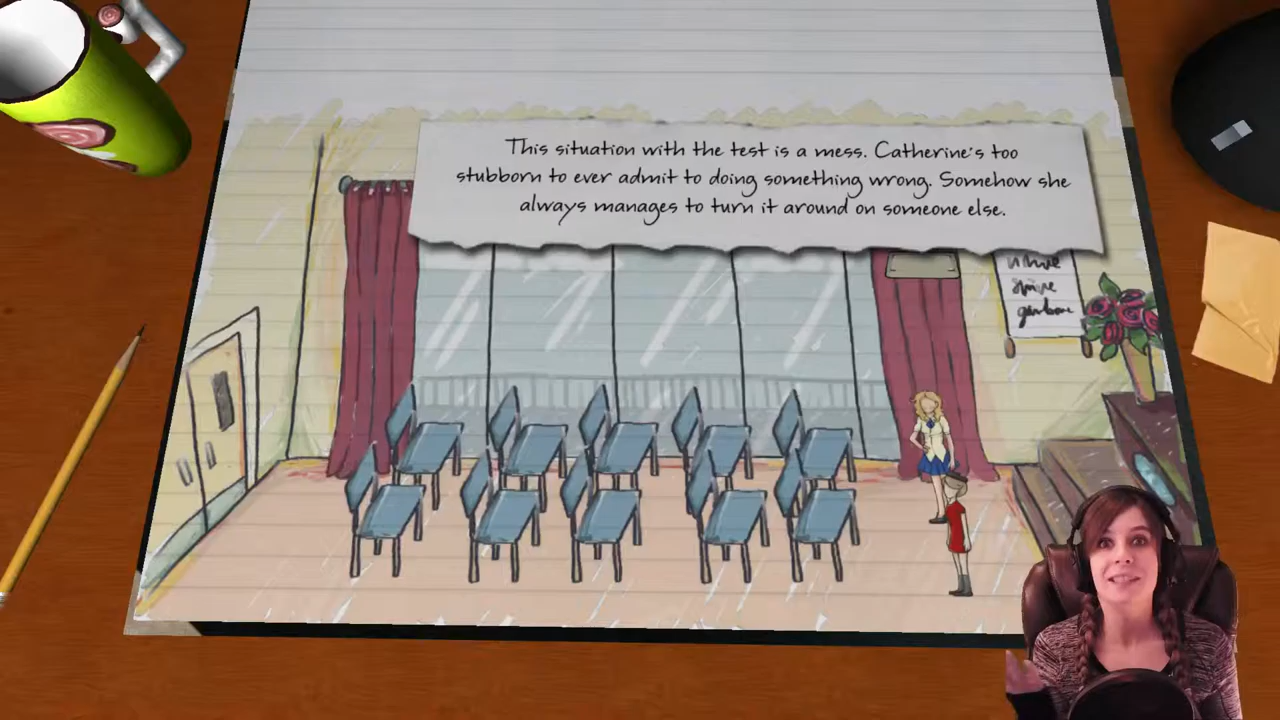 This situation with the test is a mess. Catherine's too
stubborn to ever admit to doing something wrong. Somehow she
always manages to turn it around on someone else.